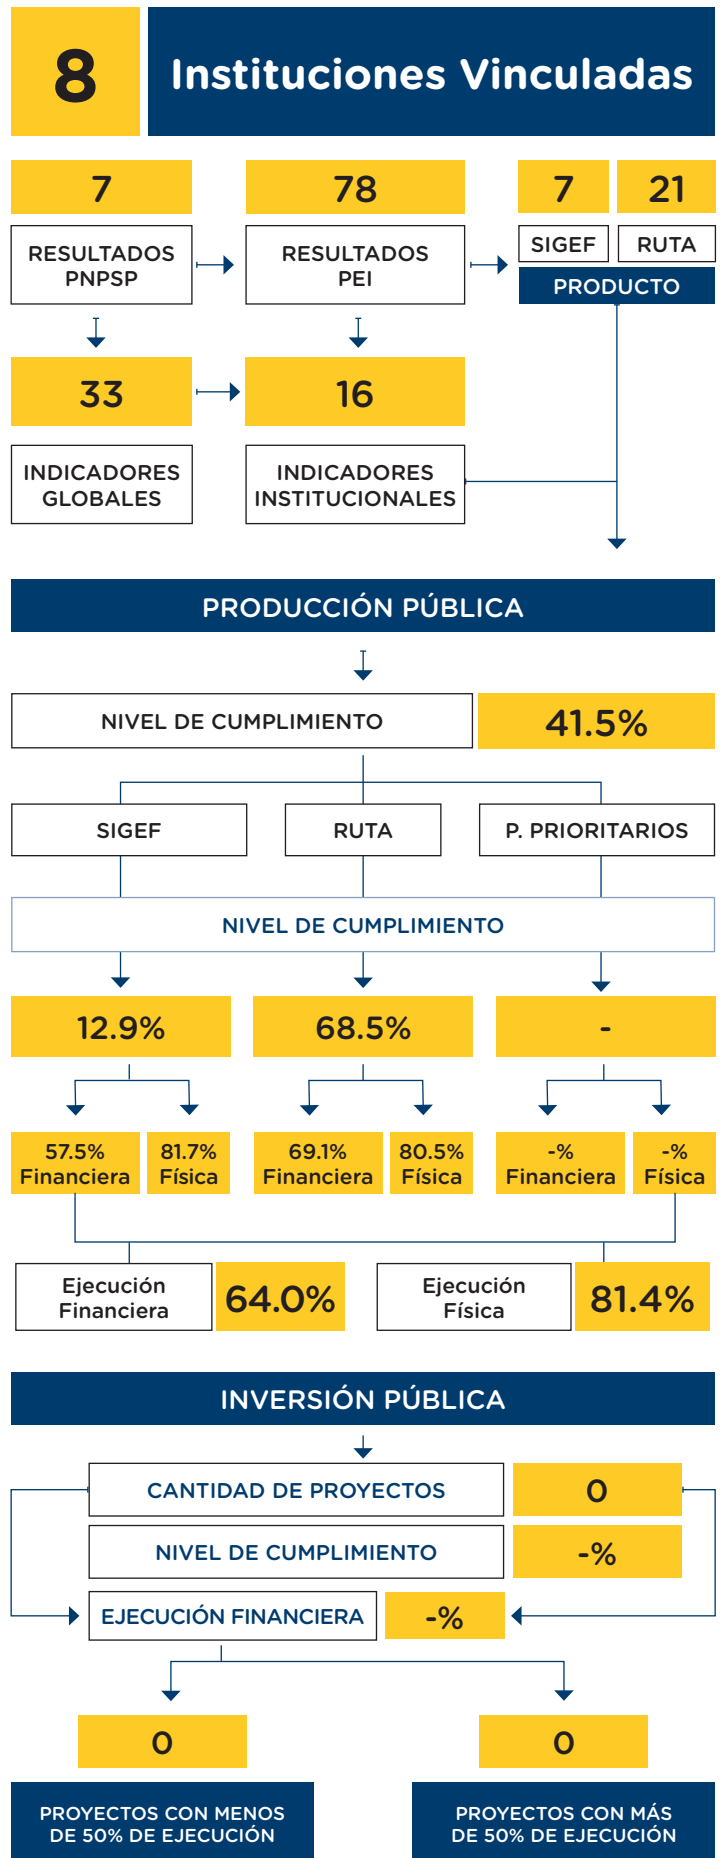 8
Instituciones Vinculadas
7
78
7
21
RESULTADOS
PNPSP
RESULTADOS
PEI
SIGEF
RUTA
PRODUCTO
33
16
INDICADORES
GLOBALES
INDICADORES
INSTITUCIONALES
PRODUCCIÓN PÚBLICA
NIVEL DE CUMPLIMIENTO
41.5%
SIGEF
RUTA
P. PRIORITARIOS
NIVEL DE CUMPLIMIENTO
12.9%
68.5%
-
57.5%
Financiera
81.7%
Física
69.1%
Financiera
80.5%
Física
-%
Financiera
-%
Física
Ejecución
Financiera
64.0%
Ejecución
Física
81.4%
INVERSIÓN PÚBLICA
CANTIDAD DE PROYECTOS
0
NIVEL DE CUMPLIMIENTO
-%
EJECUCIÓN FINANCIERA
-%
0
0
PROYECTOS CON MENOS
DE 50% DE EJECUCIÓN
PROYECTOS CON MÁS
DE 50% DE EJECUCIÓN